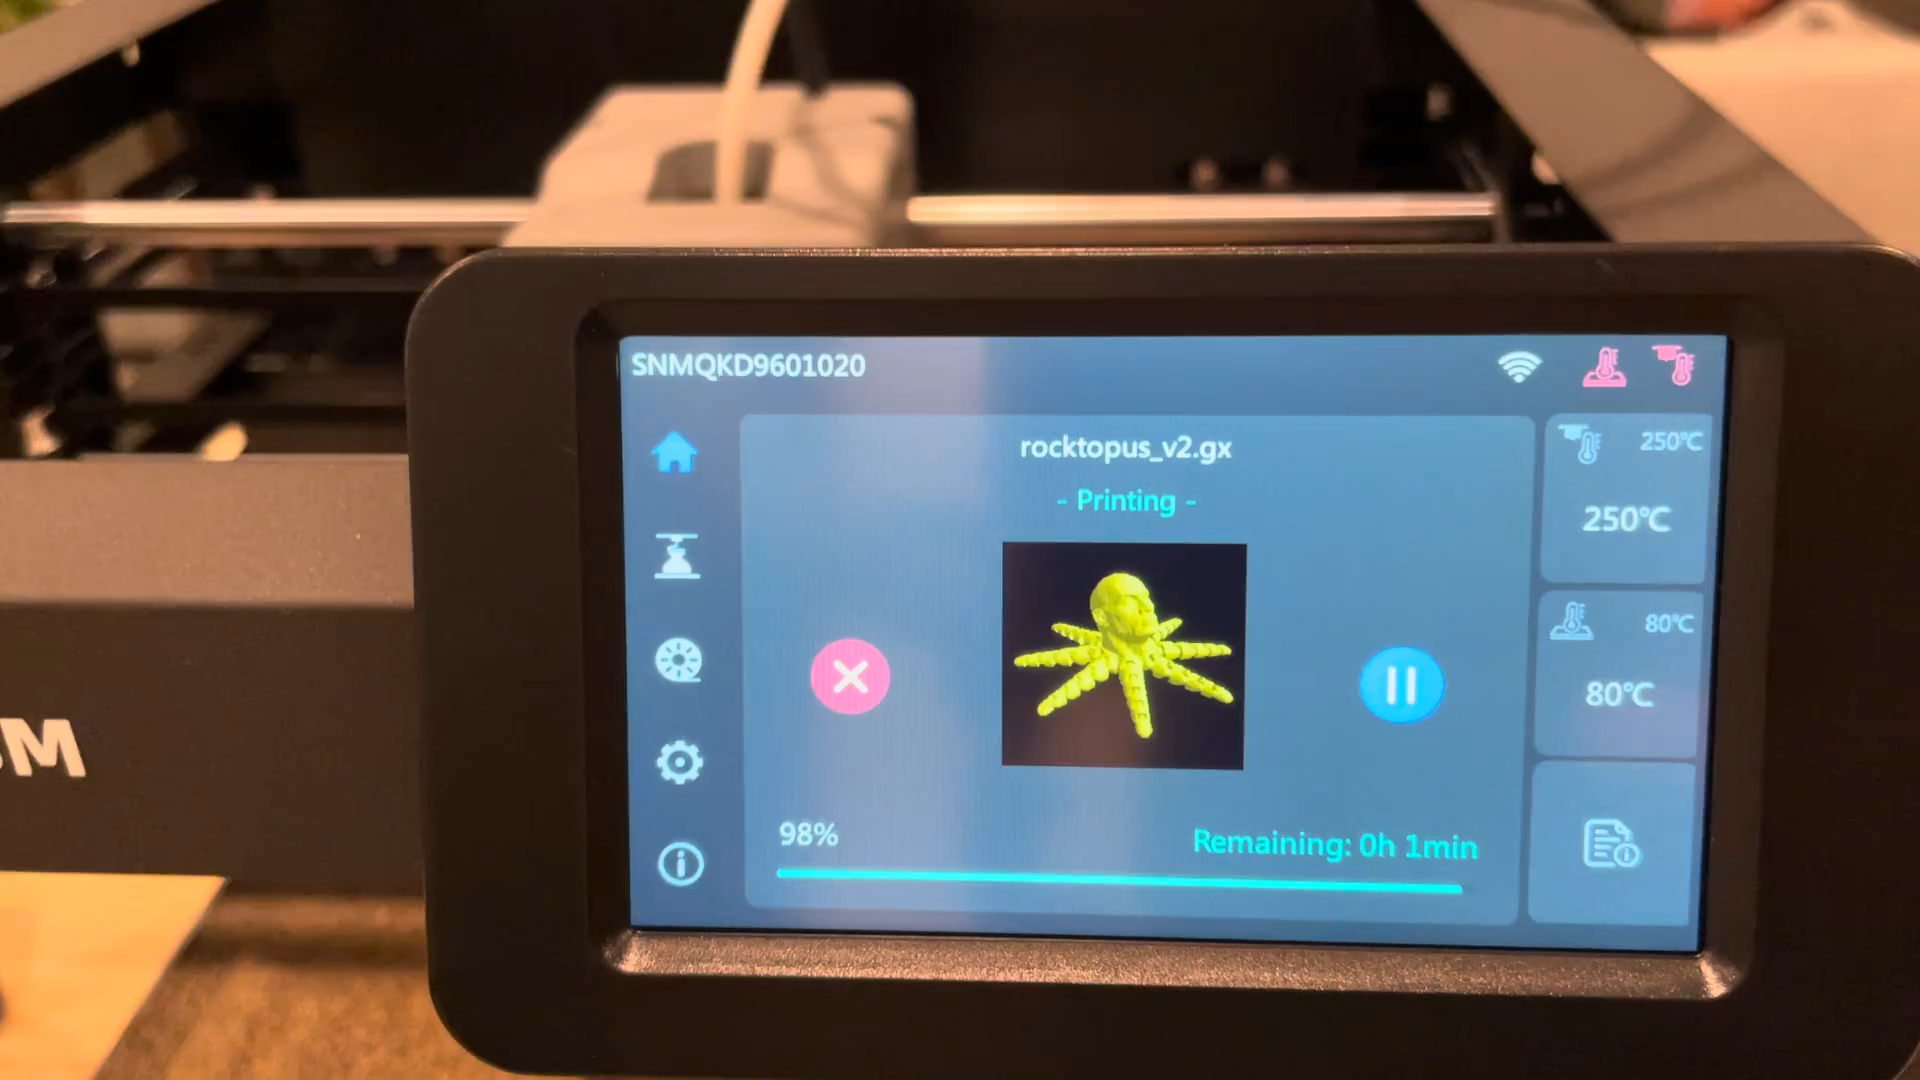 SNMQKD9601020
rocktopus_v2.gx
- Printing -
250℃
250℃
80℃
80℃
98%
Remaining: 0h 1min
M